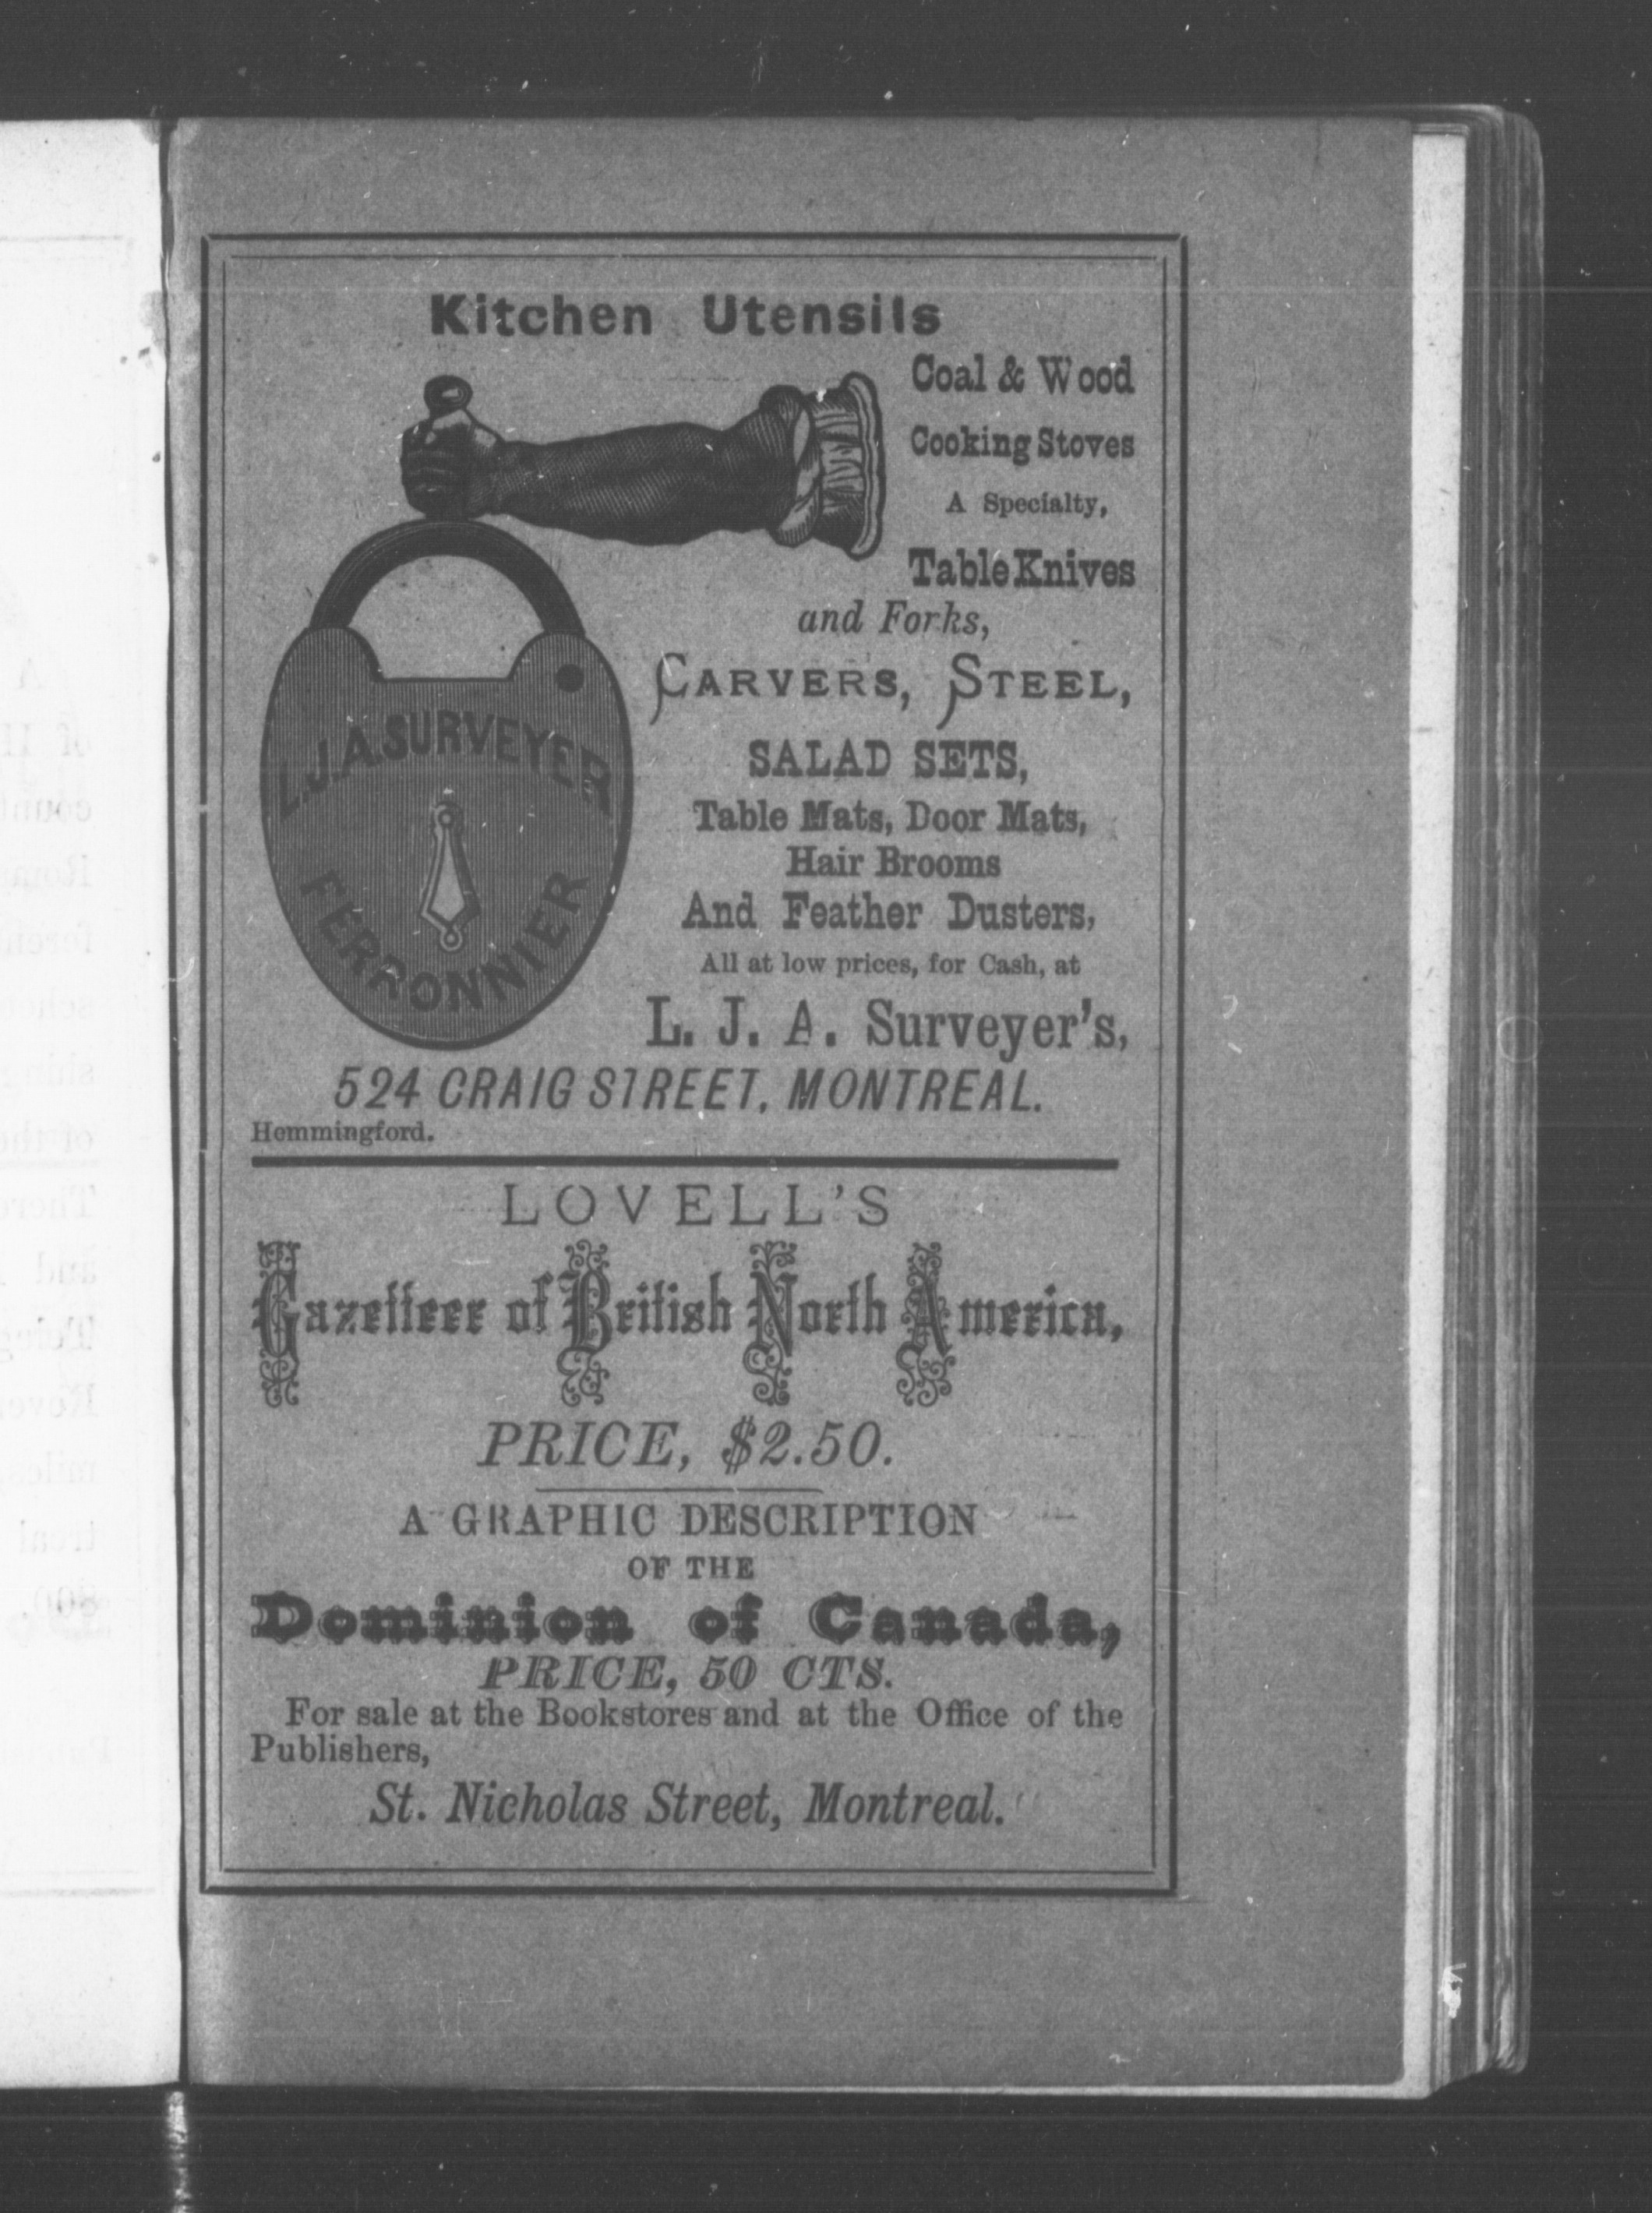 Kitchen Utensils
Coal & Wood
Cooking Stoves
A Specialty,
Table Knives
and Forks,
CARVERS, STEEL,
SALAD SETS,
Table Mats, Door Mats,
Hair Brooms
And Feather Dusters,
All at low prices, for Cash, at
L. J. A. Surveyer's,
L.J.A. SURVEYER
FERRONNIER
524 CRAIG STREET, MONTREAL.
Hemmingford.
LOVELL'S
Gazetteer of British North America,
PRICE, $2.50.
A GRAPHIC DESCRIPTION
OF THE
Dominion of Canada,
PRICE, 50 CTS.
For sale at the Bookstores and at the Office of the
Publishers,
St. Nicholas Street, Montreal.